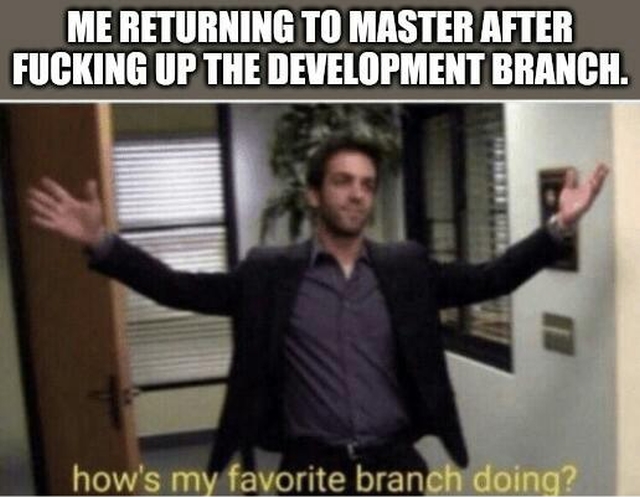 ME RETURNING TO MASTER AFTER
FUCKING UP THE DEVELOPMENT BRANCH.
how's my favorite branch doing?